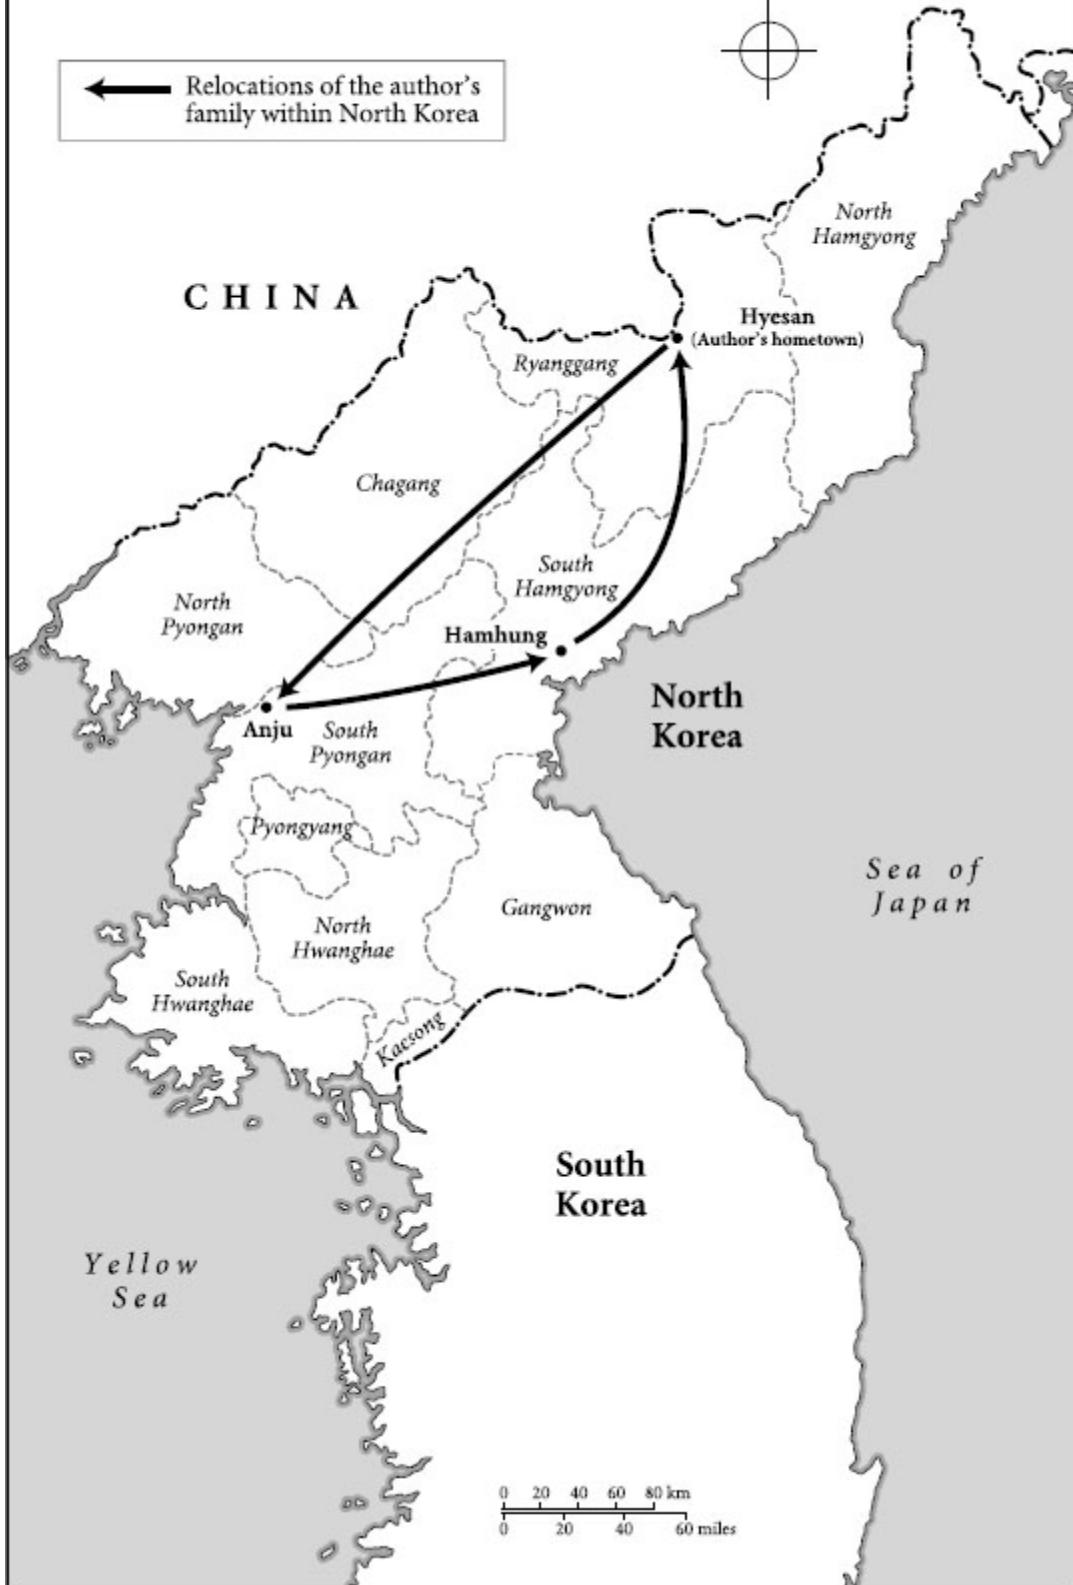 Relocations of the author's
family within North Korea
CHINA
North
Hamgyong
Hyesan
(Author's hometown)
Ryanggang
Chagang
South
Hamgyong
North
Pyongan
Hamhung
North
Korea
Anju
South
Pyongan
Pyongyang
Sea of
Japan
Gangwon
North
Hwanghae
South
Hwanghae
Kaesong
South
Korea
Yellow
Sea
0 20 40 60 80 km
0 20 40 60 miles